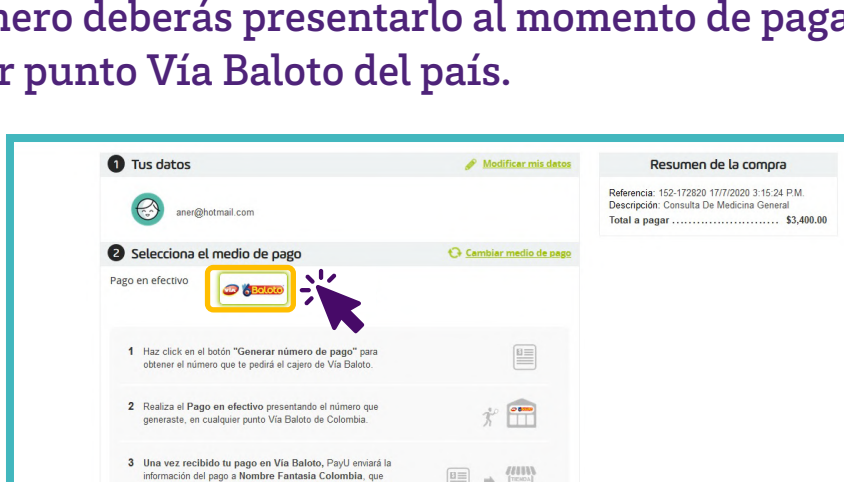 nero deberás presentarlo al momento de paga
r punto Vía Baloto del país.
1 Tus datos
Modificar mis datos
aner@hotmail.com
2 Selecciona el medio de pago
Cambiar medio de pago
Pago en efectivo
VIA Baloto
1 Haz click en el botón "Generar número de pago" para
obtener el número que te pedirá el cajero de Vía Baloto.
2 Realiza el Pago en efectivo presentando el número que
generaste, en cualquier punto Vía Baloto de Colombia.
3 Una vez recibido tu pago en Vía Baloto, PayU enviará la
información del pago a Nombre Fantasia Colombia, que
TIENDA
Resumen de la compra
Referencia: 152-172820 17/7/2020 3:15:24 P.M.
Descripción: Consulta De Medicina General
Total a pagar .......................... $3,400.00